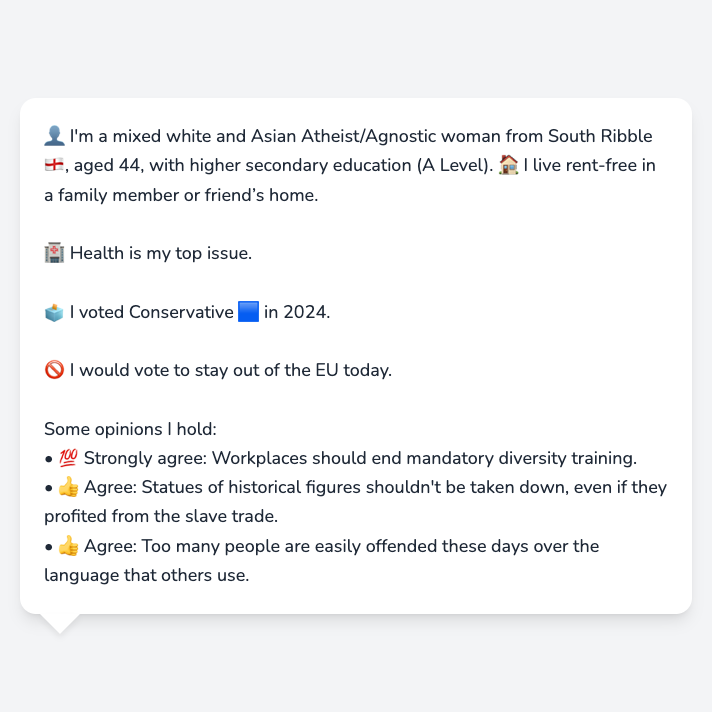 👤 I'm a mixed white and Asian Atheist/Agnostic woman from South Ribble
🏴󠁧󠁢󠁥󠁮󠁧󠁿, aged 44, with higher secondary education (A Level). 🏠 I live rent-free in
a family member or friend’s home.
🏥 Health is my top issue.
🗳️ I voted Conservative 🟦 in 2024.
🚫 I would vote to stay out of the EU today.
Some opinions I hold:
• 💯 Strongly agree: Workplaces should end mandatory diversity training.
• 👍 Agree: Statues of historical figures shouldn't be taken down, even if they
profited from the slave trade.
• 👍 Agree: Too many people are easily offended these days over the
language that others use.